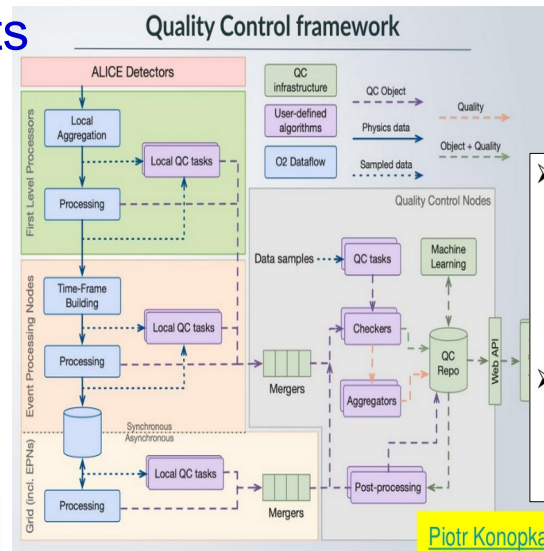 ts
Quality Control framework
ALICE Detectors
First Level Processors
Local
Aggregation
Local QC tasks
Processing
Event Processing Nodes
Time-Frame
Building
Local QC tasks
Processing
Synchronous
Asynchronous
Grid (incl. EPNs)
Local QC tasks
Processing
QC
infrastructure
User-defined
algorithms
O2 Dataflow
QC Object
Physics data
Sampled data
Quality
Object + Quality
Quality Control Nodes
Data samples
QC tasks
Machine
Learning
Checkers
QC
Repo
Web API
Mergers
Aggregators
Post-processing
Mergers
Piotr Konopka